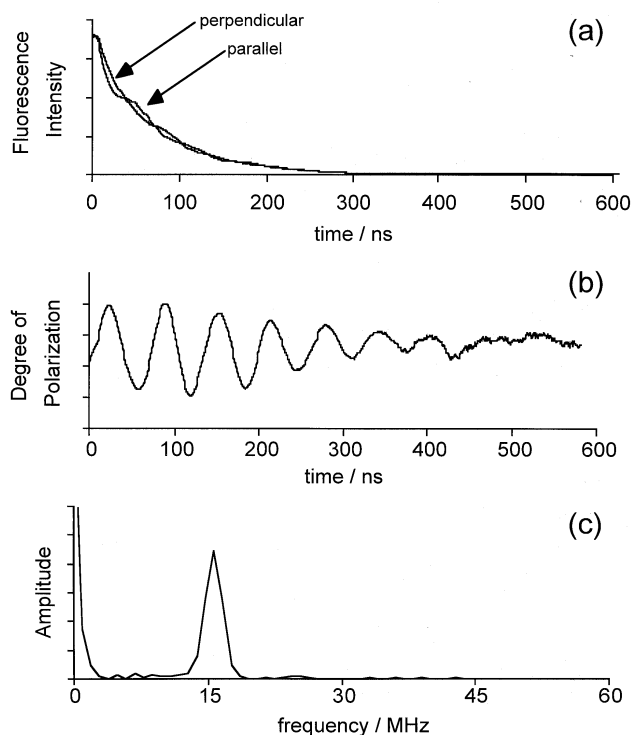 (a)
perpendicular
parallel
Fluorescence
Intensity
0 100 200 300 400 500 600
time / ns
(b)
Degree of
Polarization
0 100 200 300 400 500 600
time / ns
(c)
Amplitude
0 15 30 45 60
frequency / MHz